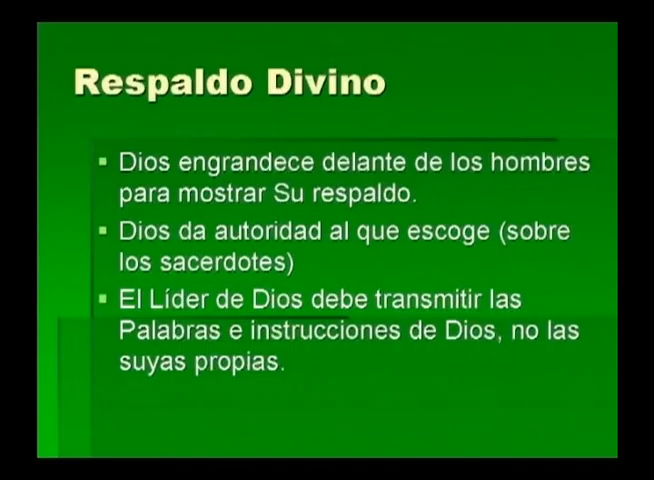 Respaldo Divino
▪ Dios engrandece delante de los hombres
para mostrar Su respaldo.
▪ Dios da autoridad al que escoge (sobre
los sacerdotes)
▪ El Líder de Dios debe transmitir las
Palabras e instrucciones de Dios, no las
suyas propias.